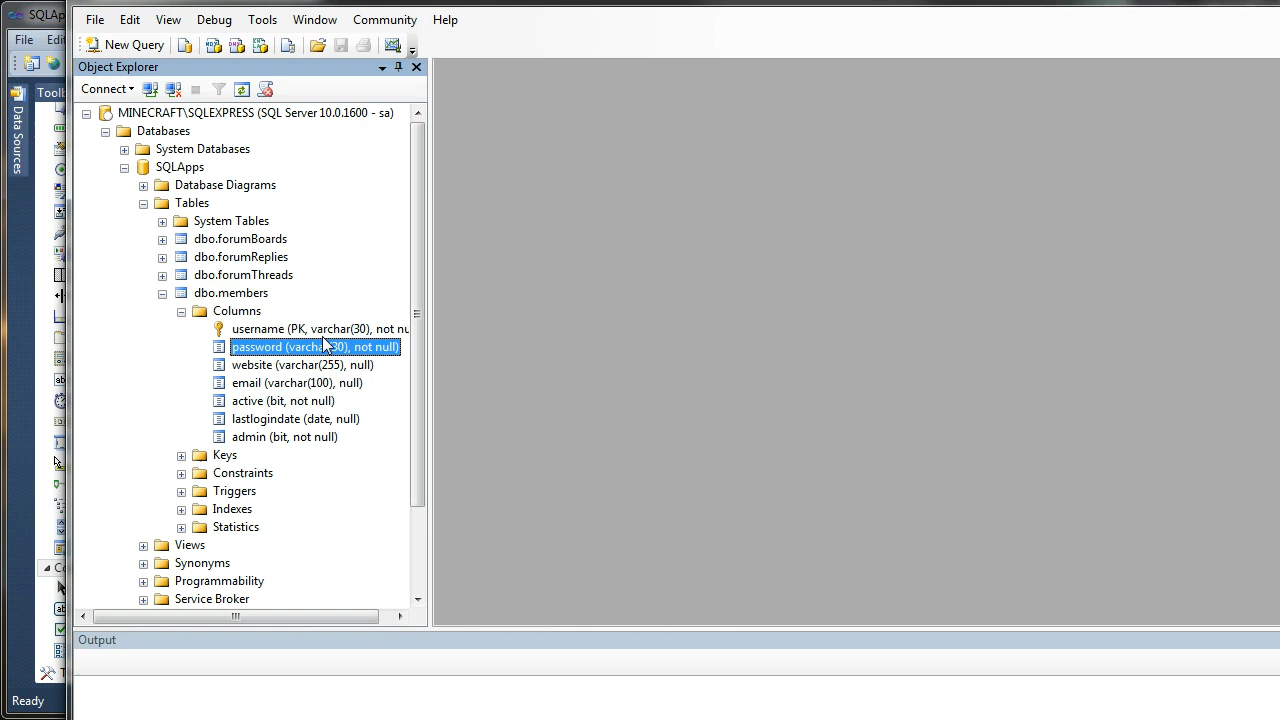 SQLAp
File Edit View Debug Tools Window Community Help
File Edi
New Query
Object Explorer
Toolb
Connect
Data Sources
MINECRAFT\SQLEXPRESS (SQL Server 10.0.1600 - sa)
Databases
System Databases
SQLApps
Database Diagrams
Tables
System Tables
dbo.forumBoards
dbo.forumReplies
dbo.forumThreads
dbo.members
Columns
username (PK, varchar(30), not nu
password (varchar(30), not null)
website (varchar(255), null)
email (varchar(100), null)
active (bit, not null)
lastlogindate (date, null)
admin (bit, not null)
Keys
Constraints
Triggers
Indexes
Statistics
Views
Synonyms
Programmability
Service Broker
Output
Ready